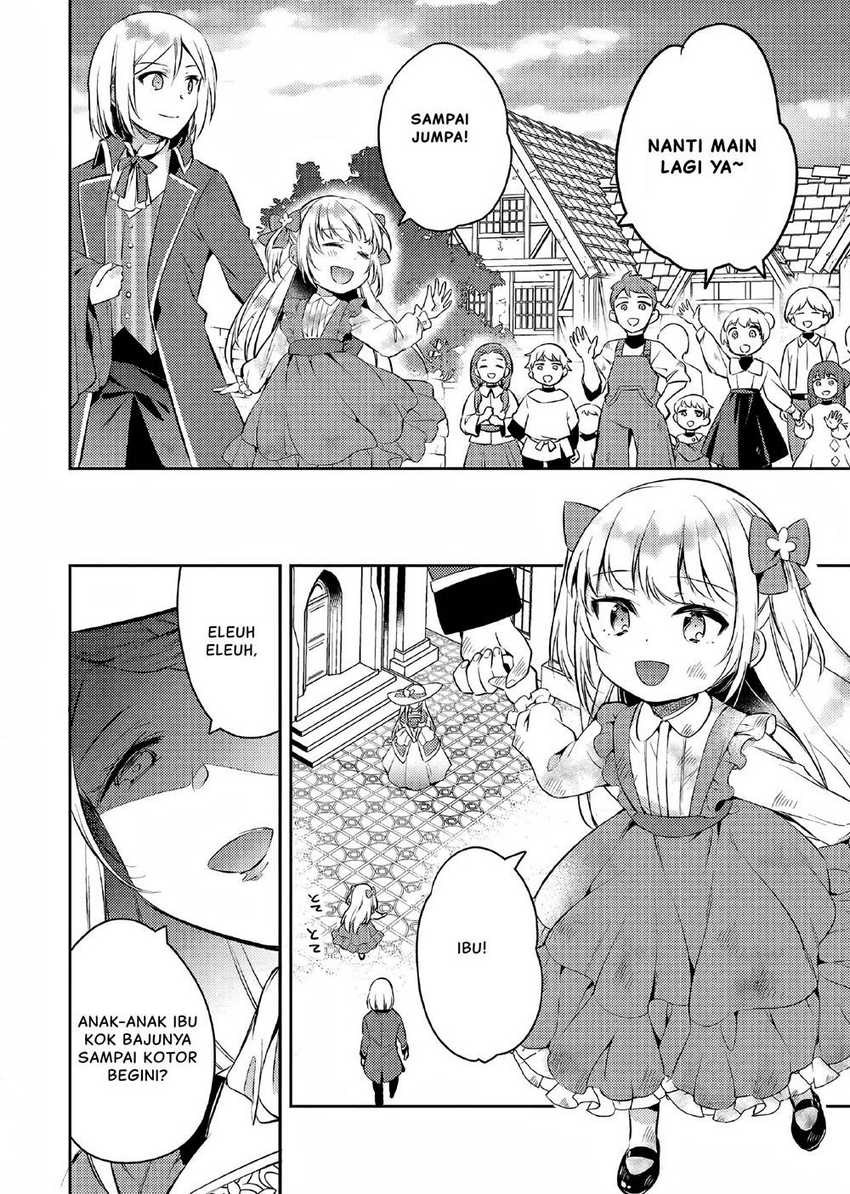 NANTI MAIN
LAGI YA~
SAMPAI
JUMPA!
IBU!
ELEUH
ELEUH,
ANAK-ANAK IBU
KOK BAJUNYA
SAMPAI KOTOR
BEGINI?